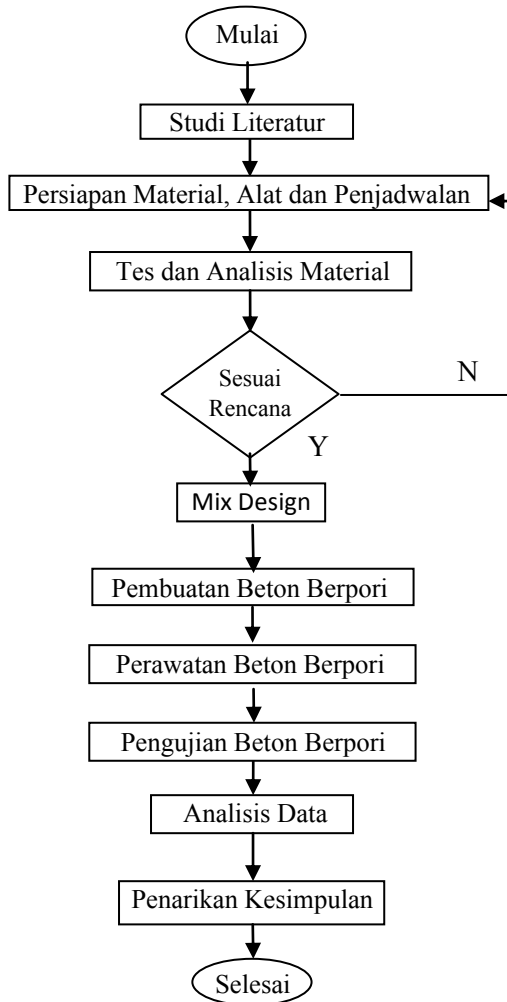 Mulai
Studi Literatur
Persiapan Material, Alat dan Penjadwalan
Tes dan Analisis Material
Sesuai
Rencana
N
Y
Mix Design
Pembuatan Beton Berpori
Perawatan Beton Berpori
Pengujian Beton Berpori
Analisis Data
Penarikan Kesimpulan
Selesai